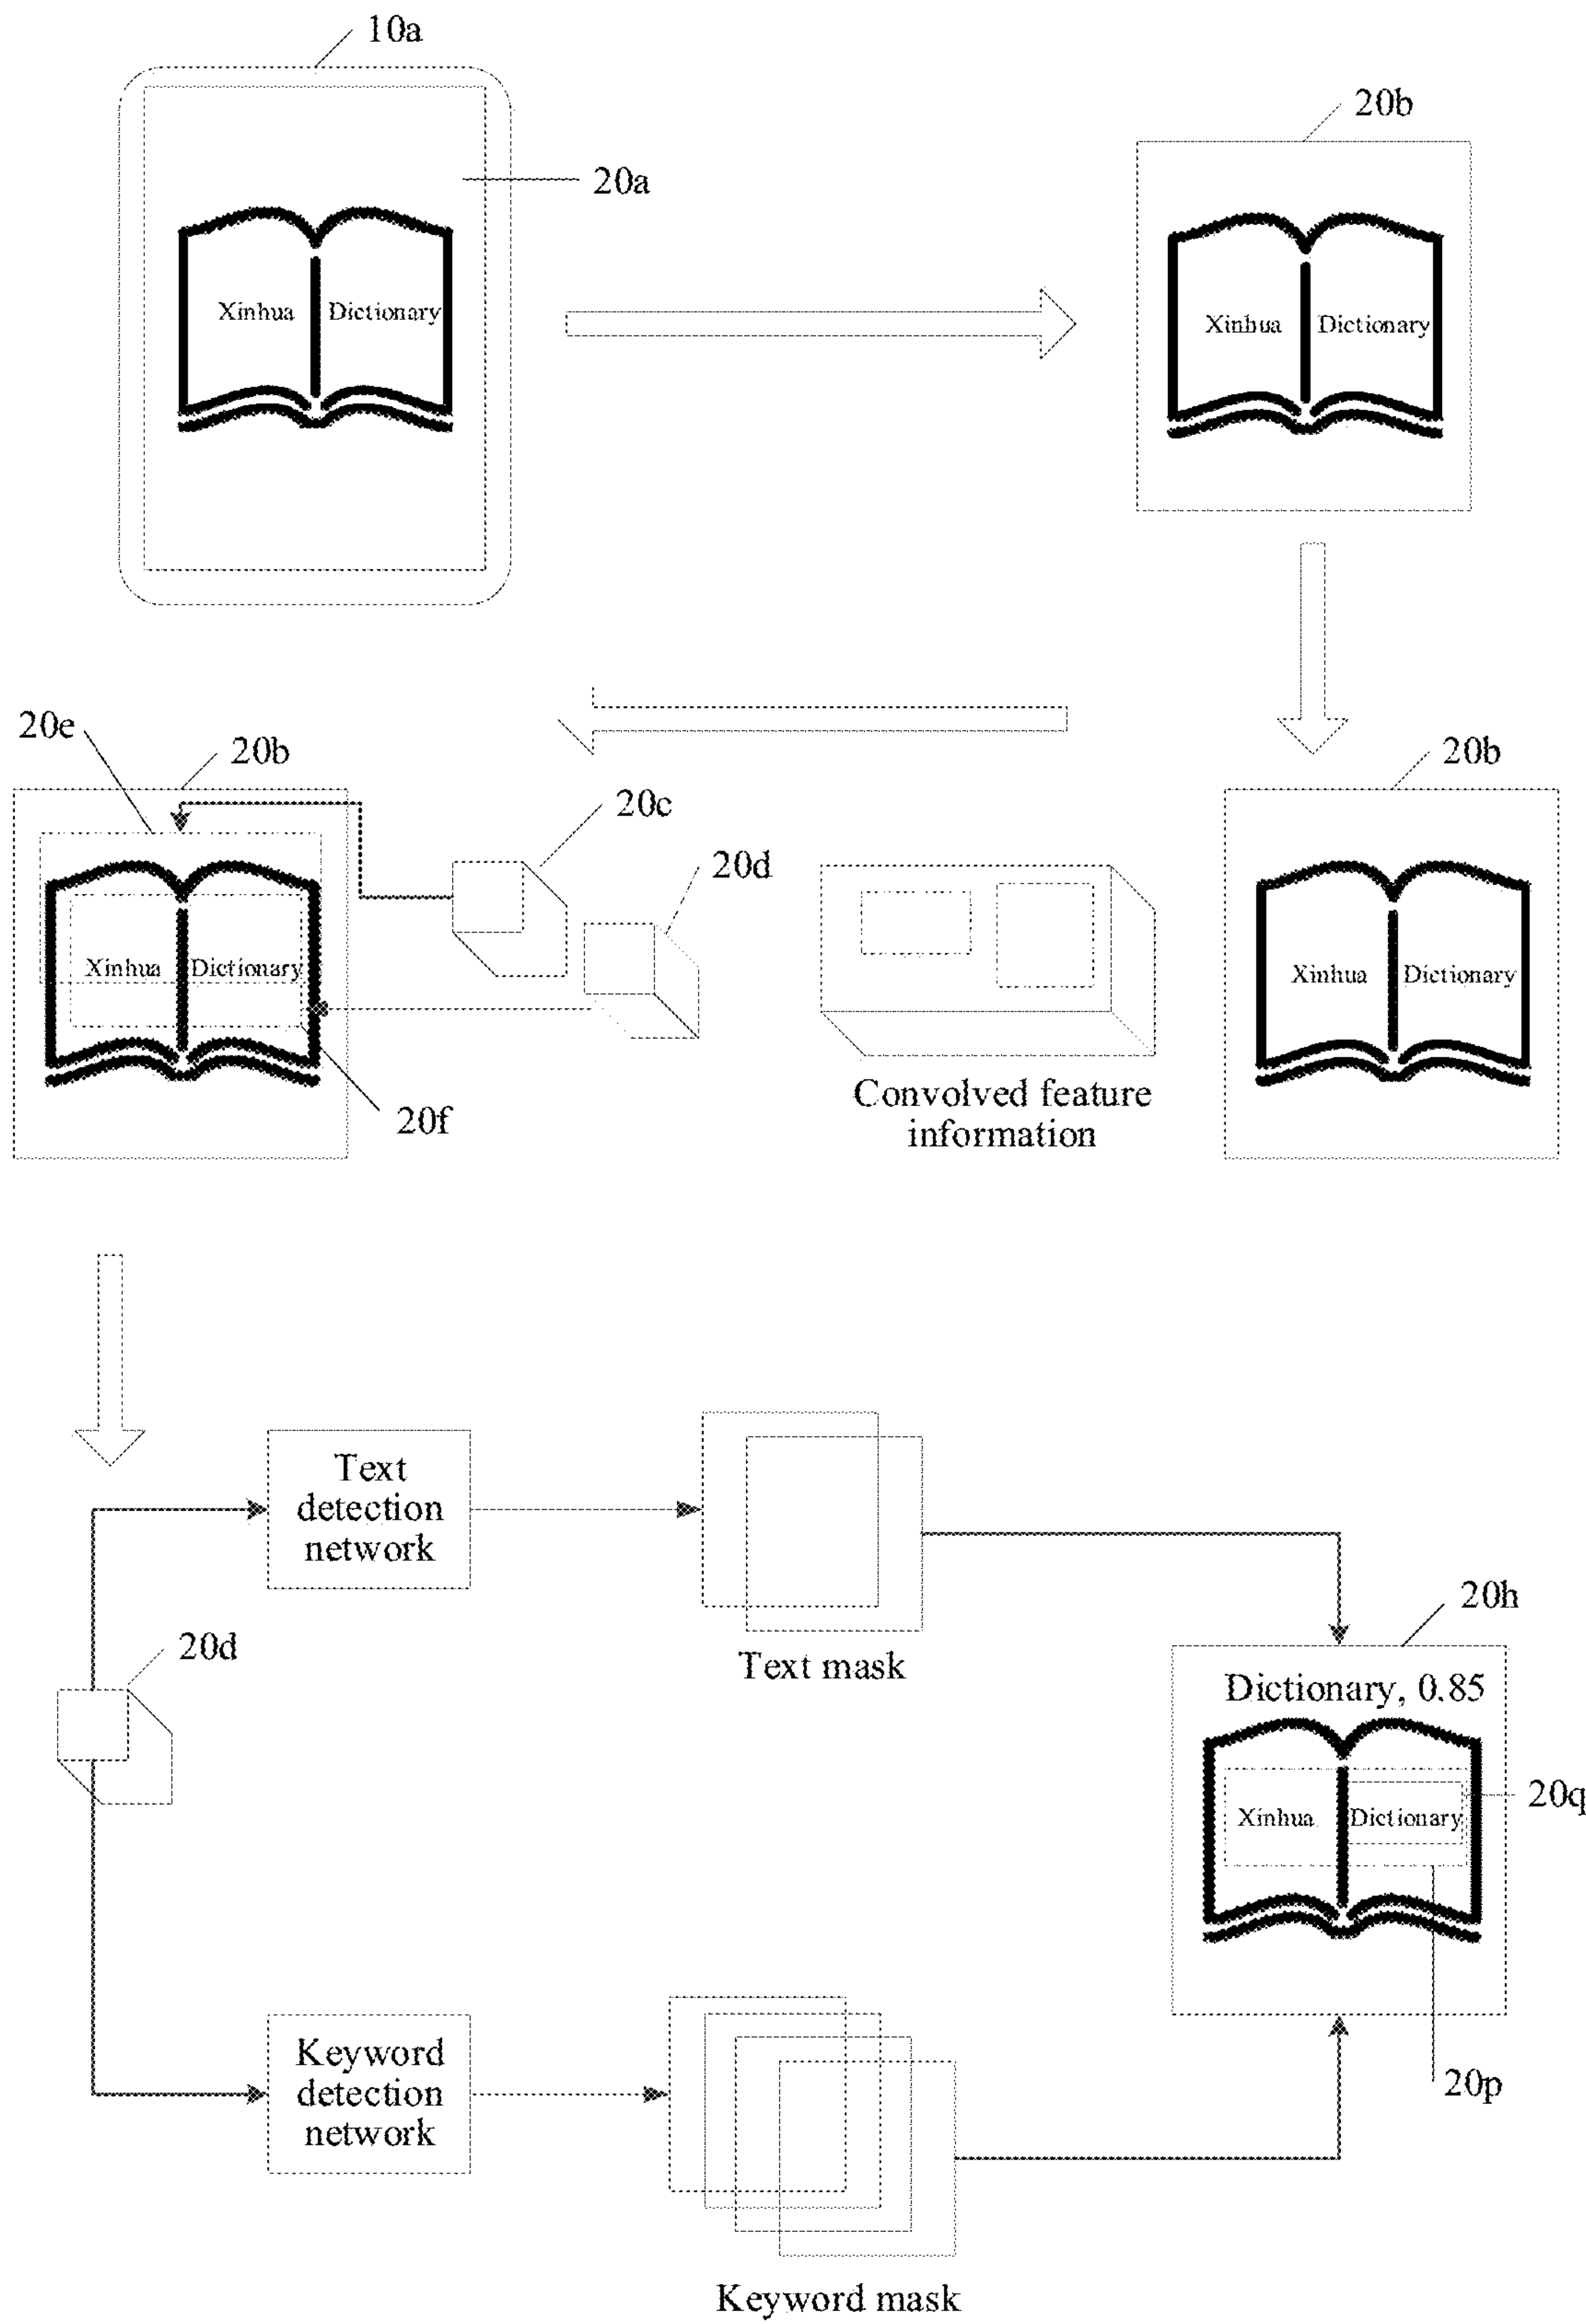 10a
20a
Xinhua Dictionary
20b
Xinhua Dictionary
20e
20b
20c
20d
20b
Xinhua Dictionary
20f
Convolved feature
information
Xinhua Dictionary
Text
detection
network
Text mask
20d
20h
Dictionary, 0.85
Xinhua Dictionary
20q
20p
Keyword
detection
network
Keyword mask